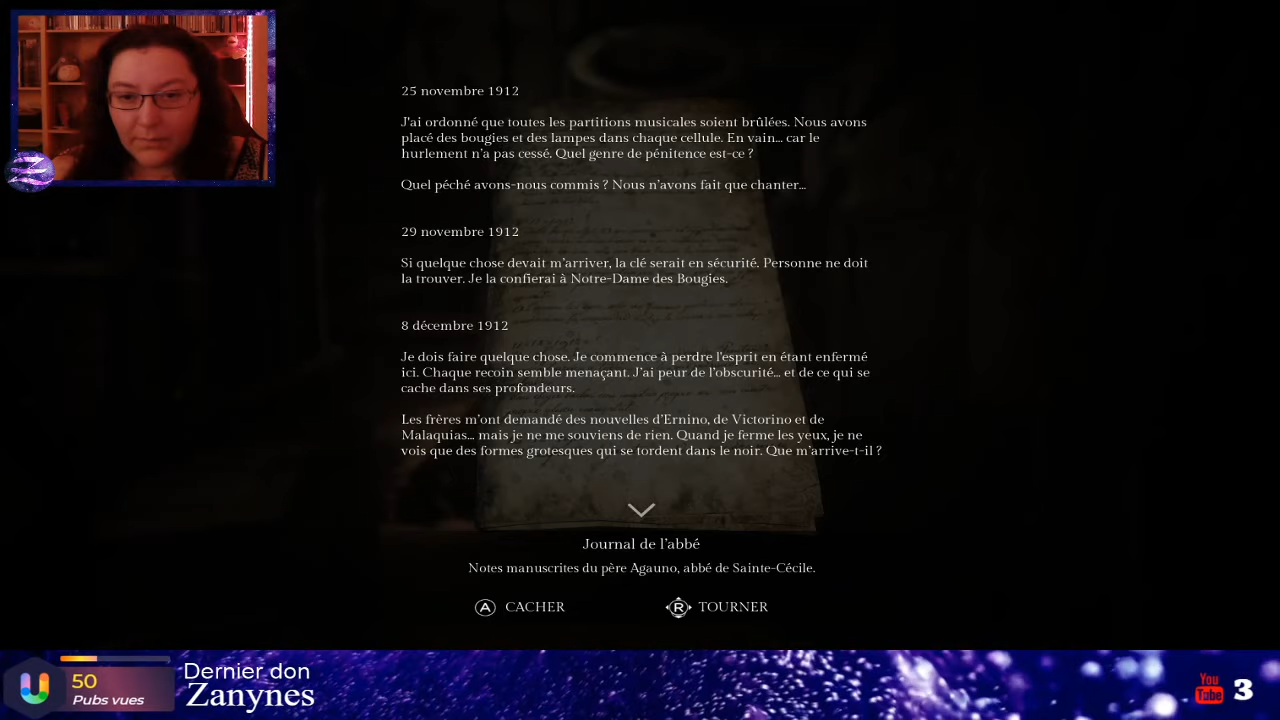 25 novembre 1912
J'ai ordonné que toutes les partitions musicales soient brûlées. Nous avons
placé des bougies et des lampes dans chaque cellule. En vain... car le
hurlement n'a pas cessé. Quel genre de pénitence est-ce ?
Quel péché avons-nous commis ? Nous n'avons fait que chanter...
29 novembre 1912
Si quelque chose devait m'arriver, la clé serait en sécurité. Personne ne doit
la trouver. Je la confierai à Notre-Dame des Bougies.
8 décembre 1912
Je dois faire quelque chose. Je commence à perdre l'esprit en étant enfermé
ici. Chaque recoin semble menaçant. J'ai peur de l'obscurité... et de ce qui se
cache dans ses profondeurs.
Les frères m'ont demandé des nouvelles d'Ernino, de Victorino et de
Malaquias... mais je ne me souviens de rien. Quand je ferme les yeux, je ne
vois que des formes grotesques qui se tordent dans le noir. Que m'arrive-t-il ?
Journal de l'abbé
Notes manuscrites du père Agauno, abbé de Sainte-Cécile.
A CACHER
R TOURNER
50
Pubs vues
Dernier don
Zanynes
You Tube 3